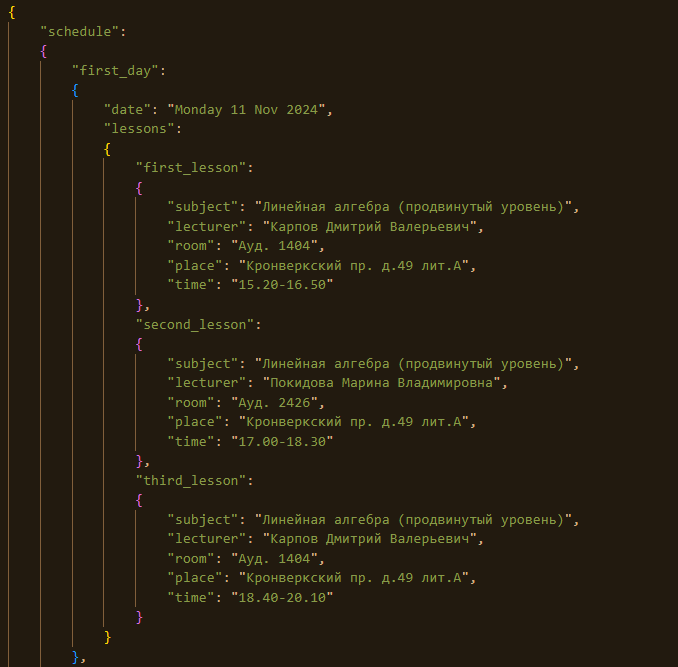 {
"schedule":
{
"first_day":
{
"date": "Monday 11 Nov 2024",
"lessons":
{
"first_lesson":
{
"subject": "Линейная алгебра (продвинутый уровень)",
"lecturer": "Карпов Дмитрий Валерьевич",
"room": "Ауд. 1404",
"place": "Кронверкский пр. д.49 лит.А",
"time": "15.20-16.50"
},
"second_lesson":
{
"subject": "Линейная алгебра (продвинутый уровень)",
"lecturer": "Покидова Марина Владимировна",
"room": "Ауд. 2426",
"place": "Кронверкский пр. д.49 лит.А",
"time": "17.00-18.30"
},
"third_lesson":
{
"subject": "Линейная алгебра (продвинутый уровень)",
"lecturer": "Карпов Дмитрий Валерьевич",
"room": "Ауд. 1404",
"place": "Кронверкский пр. д.49 лит.А",
"time": "18.40-20.10"
}
}
},